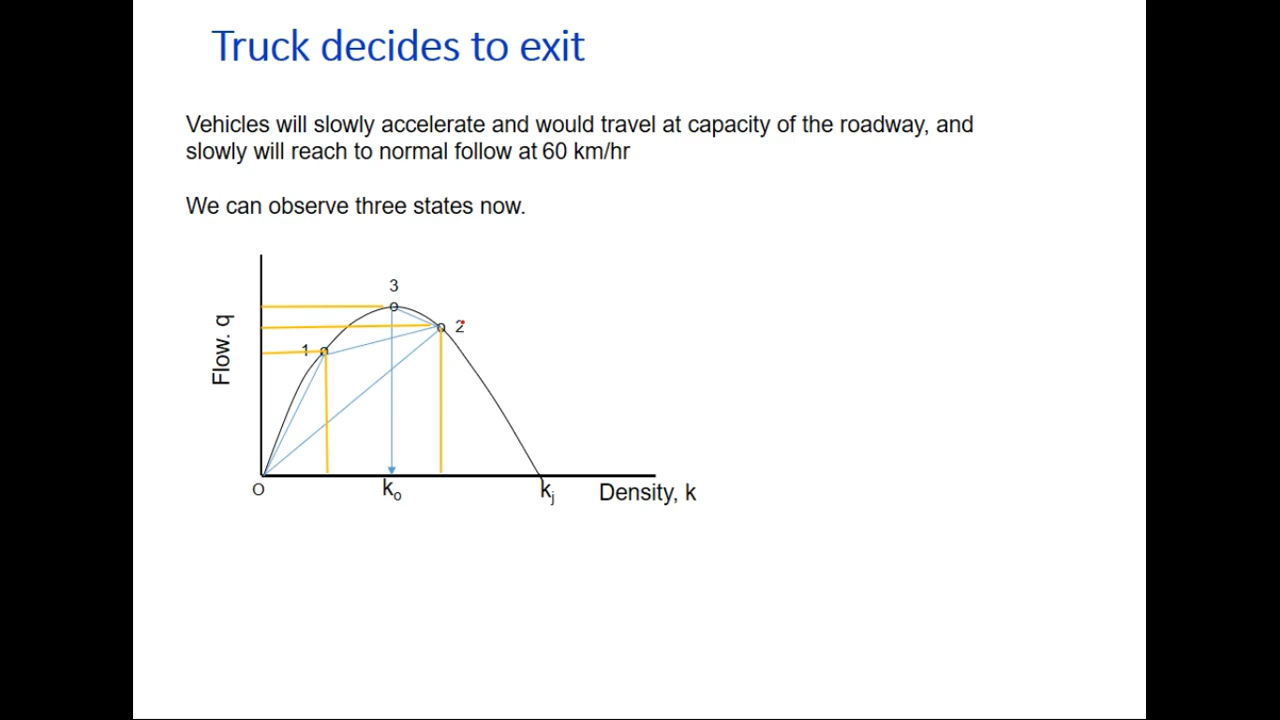 Truck decides to exit
Vehicles will slowly accelerate and would travel at capacity of the roadway, and
slowly will reach to normal follow at 60 km/hr
We can observe three states now.
3
2
1
Flow. q
O
ko
kj
Density, k